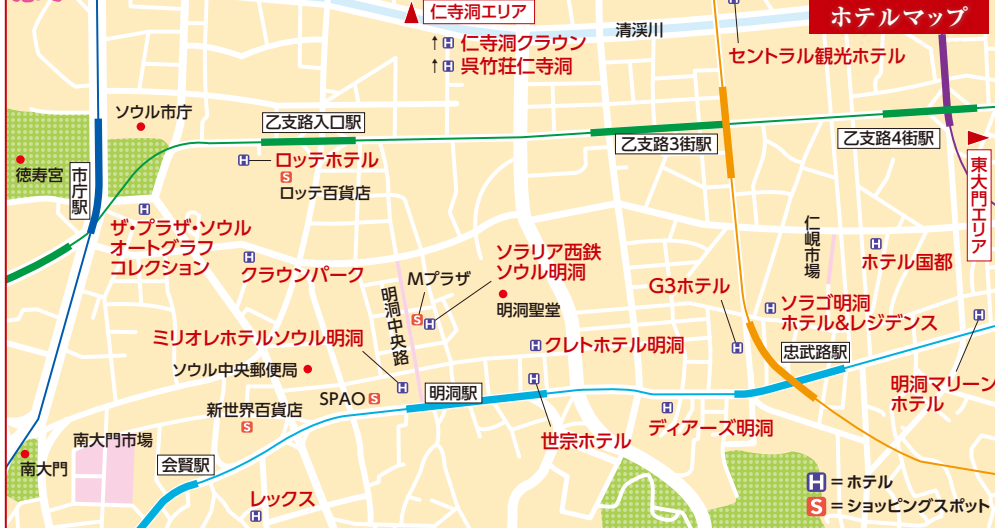 仁寺洞エリア
↑H 仁寺洞クラウン
↑H 呉竹荘仁寺洞
清渓川
ホテルマップ
H
セントラル観光ホテル
ソウル市庁
乙支路入口駅
乙支路3街駅
乙支路4街駅
徳寿宮
市庁駅
H ロッテホテル
S
ロッテ百貨店
東大門エリア
H
ザ・プラザ・ソウル
オートグラフ
コレクション
H
クラウンパーク
Mプラザ
S H
ソラリア西鉄
ソウル明洞
明洞聖堂
明洞中央路
仁峴市場
H
ホテル国都
G3ホテル
H
H ソラゴ明洞
ホテル&レジデンス
H
明洞マリーン
ホテル
ミリオレホテルソウル明洞
H
H クレトホテル明洞
忠武路駅
ソウル中央郵便局
SPAO S
明洞駅
H
世宗ホテル
H
ディアーズ明洞
新世界百貨店
S
南大門市場
南大門
会賢駅
レックス
H
H=ホテル
S=ショッピングスポット